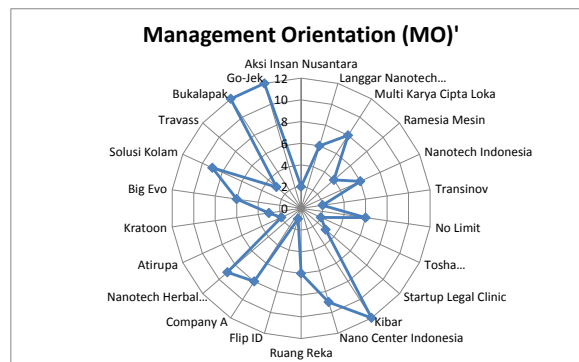 Management Orientation (MO)'
Aksi Insan Nusantara
Langgar Nanotech…
Multi Karya Cipta Loka
Ramesia Mesin
Nanotech Indonesia
Transinov
No Limit
Tosha…
Startup Legal Clinic
Kibar
Nano Center Indonesia
Ruang Reka
Flip ID
Company A
Nanotech Herbal…
Atirupa
Kratoon
Big Evo
Solusi Kolam
Travass
Bukalapak
Go-Jek
12
10
8
6
4
2
0